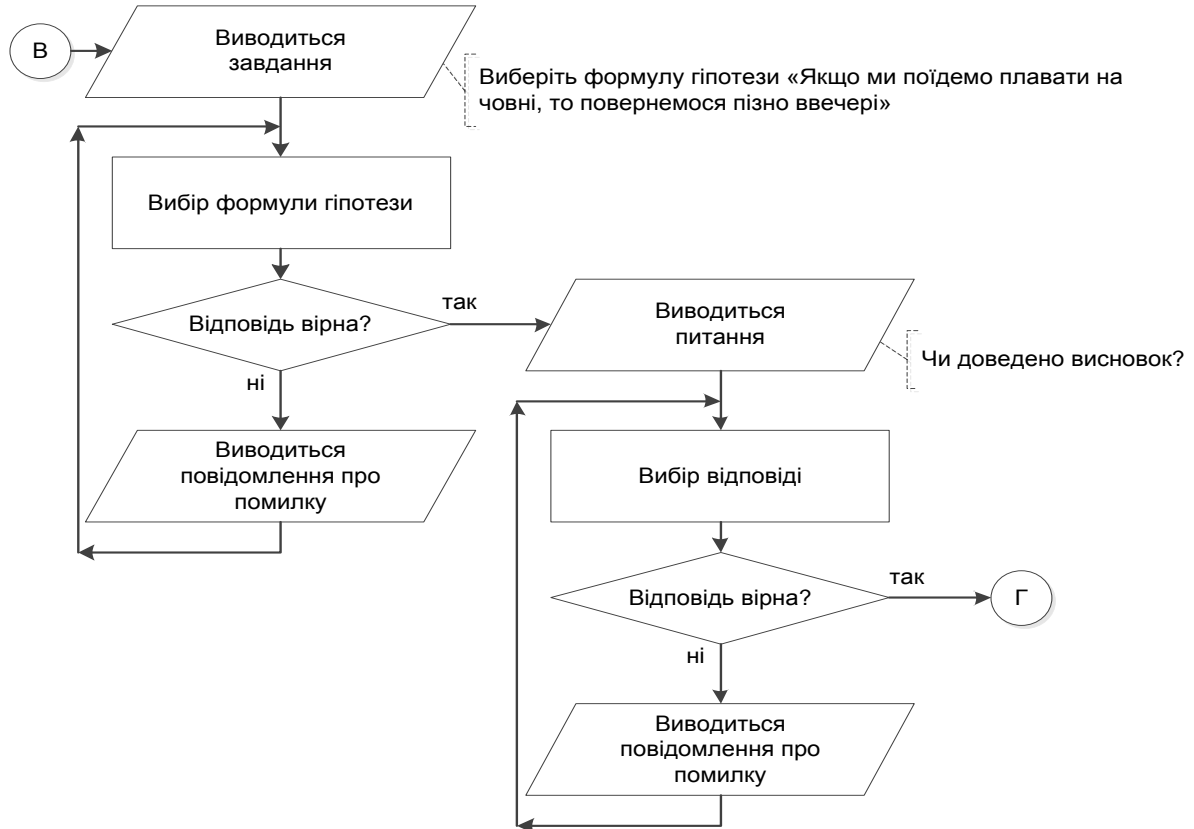 В
Виводиться
завдання
Виберіть формулу гіпотези «Якщо ми поїдемо плавати на
човні, то повернемося пізно ввечері»
Вибір формули гіпотези
Відповідь вірна?
так
ні
Виводиться
повідомлення про
помилку
Виводиться
питання
Чи доведено висновок?
Вибір відповіді
Відповідь вірна?
так
Г
ні
Виводиться
повідомлення про
помилку